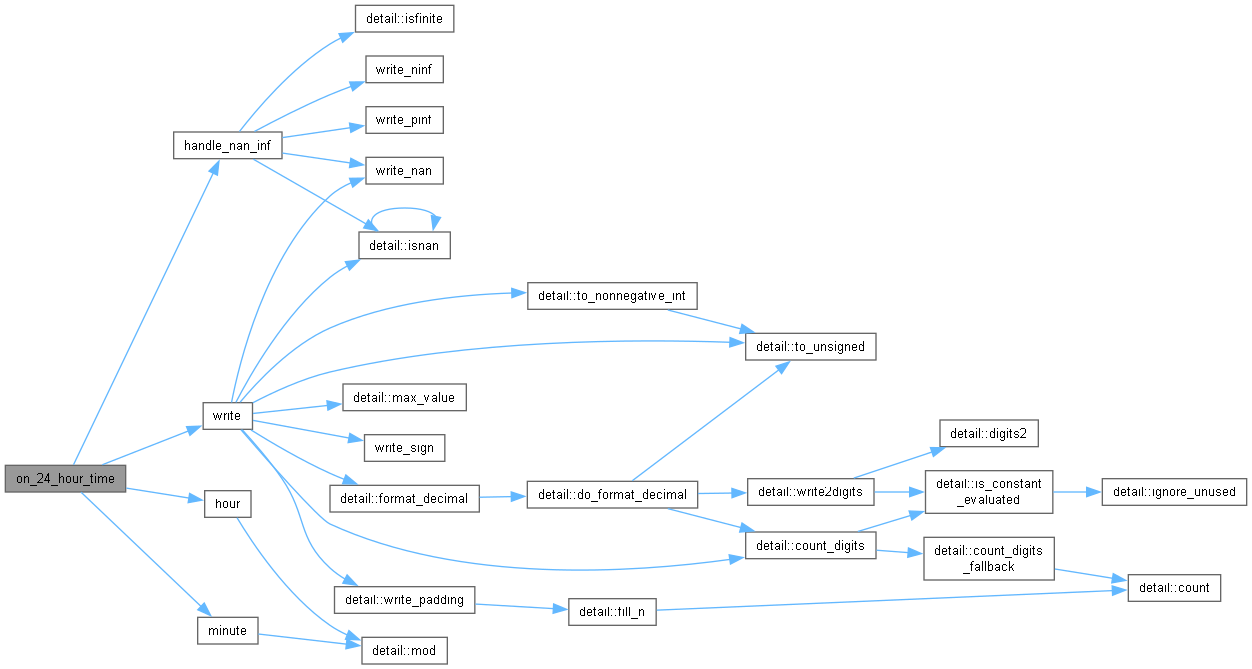 detail::isfinite
write_ninf
write_pinf
handle_nan_inf
write_nan
detail::isnan
detail::to_nonnegative_int
detail::to_unsigned
detail::max_value
write
detail::digits2
write_sign
on_24_hour_time
detail::format_decimal
detail::do_format_decimal
detail::write2digits
detail::is_constant
_evaluated
detail::ignore_unused
hour
detail::count_digits
detail::count_digits
_fallback
detail::count
detail::write_padding
detail::fill_n
minute
detail::mod